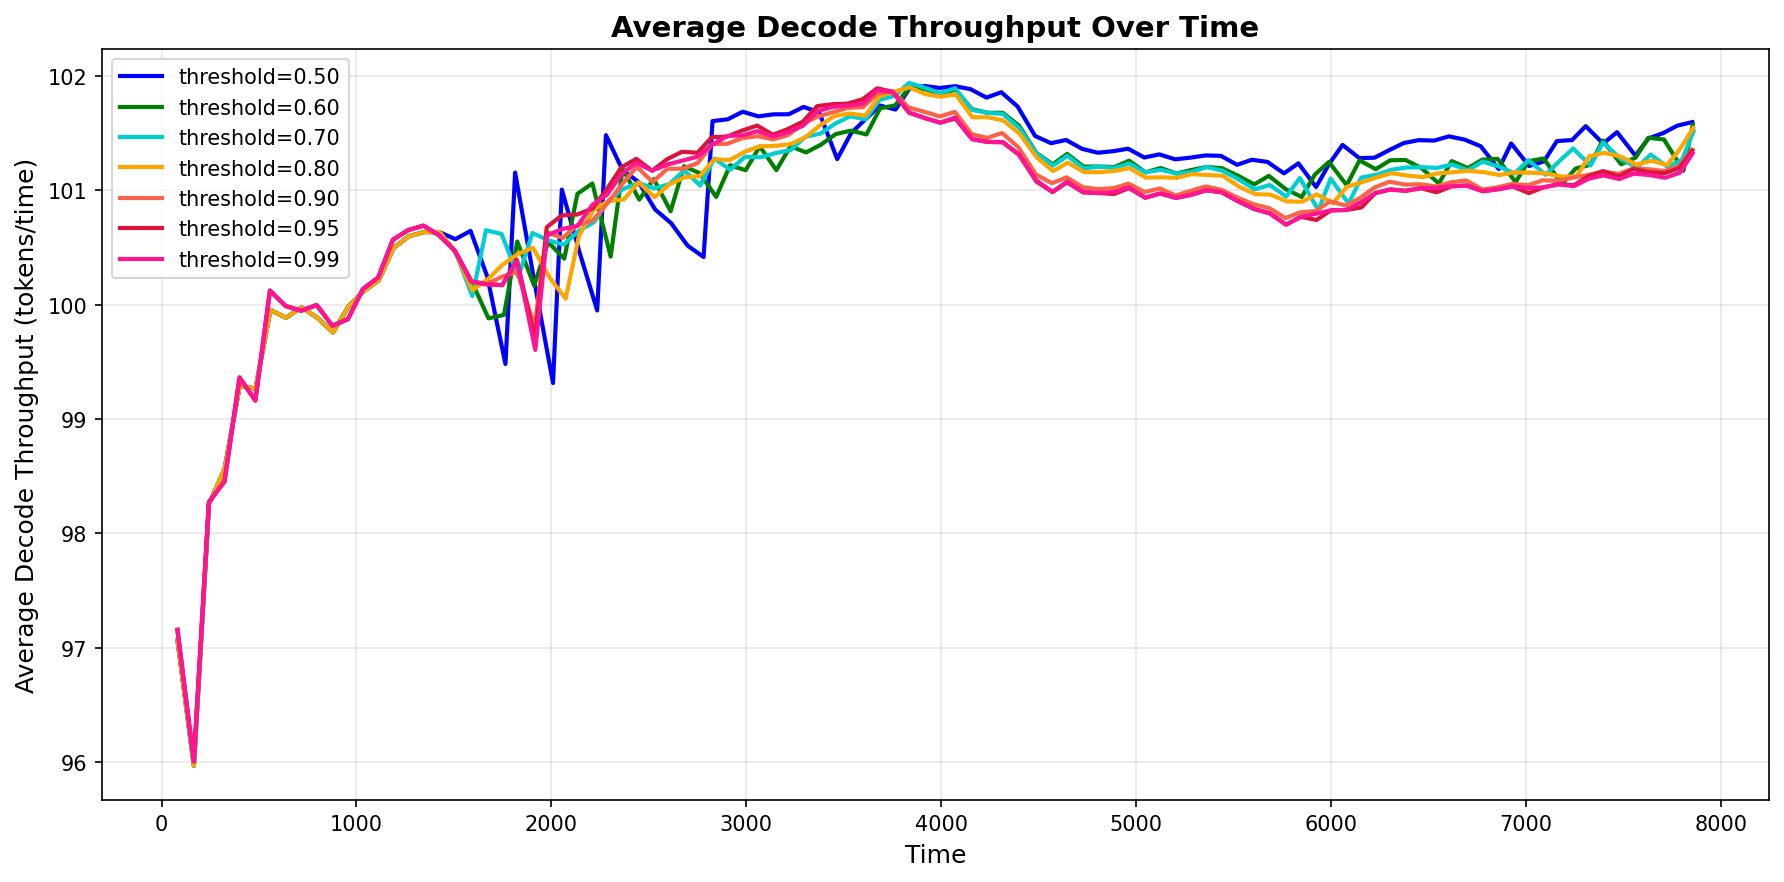 Average Decode Throughput Over Time
Average Decode Throughput (tokens/time)
102
101
100
99
98
97
96
threshold=0.50
threshold=0.60
threshold=0.70
threshold=0.80
threshold=0.90
threshold=0.95
threshold=0.99
0
1000
2000
3000
4000
5000
6000
7000
8000
Time